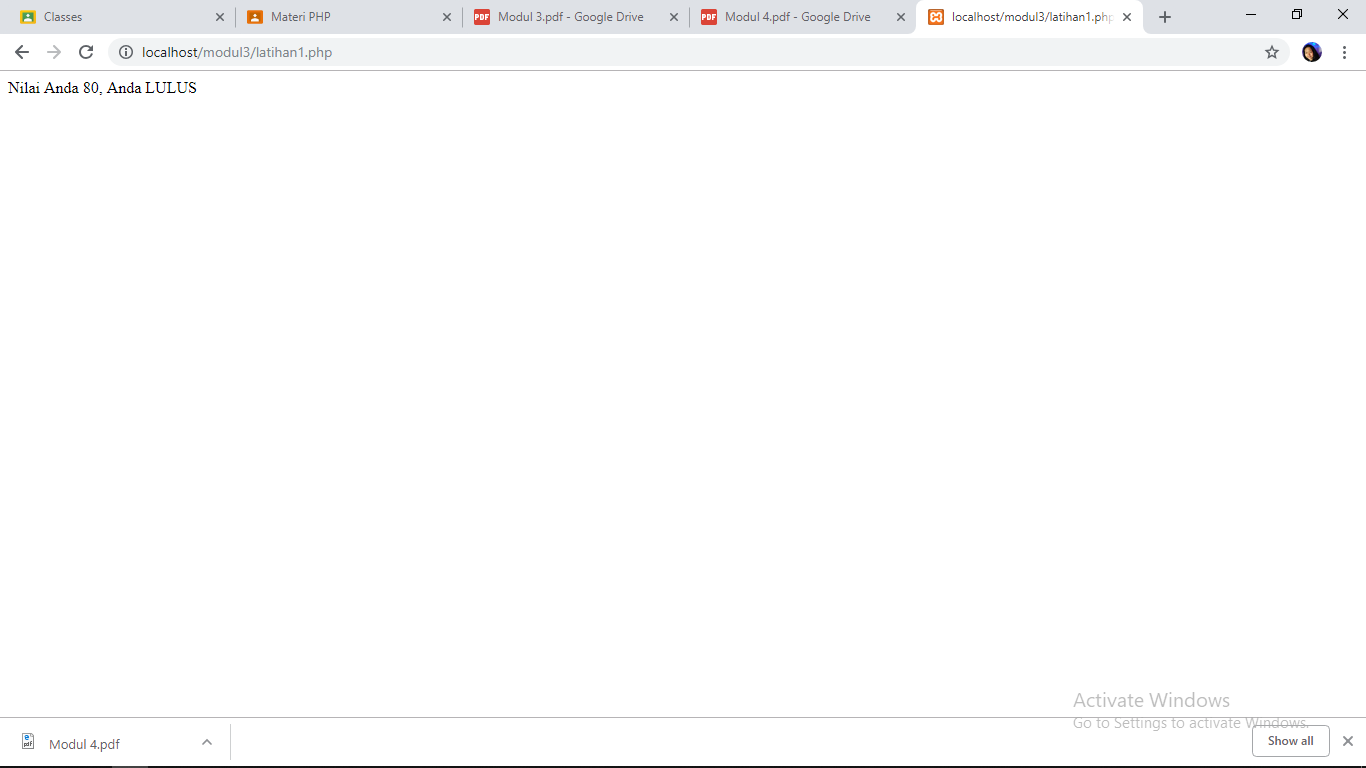 Classes
Materi PHP
Modul 3.pdf - Google Drive
Modul 4.pdf - Google Drive
localhost/modul3/latihan1.php
localhost/modul3/latihan1.php
Nilai Anda 80, Anda LULUS
Activate Windows
Go to Settings to activate Windows.
Modul 4.pdf
Show all